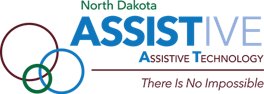 North Dakota
ASSISTIVE
ASSISTIVE TECHNOLOGY
There Is No Impossible